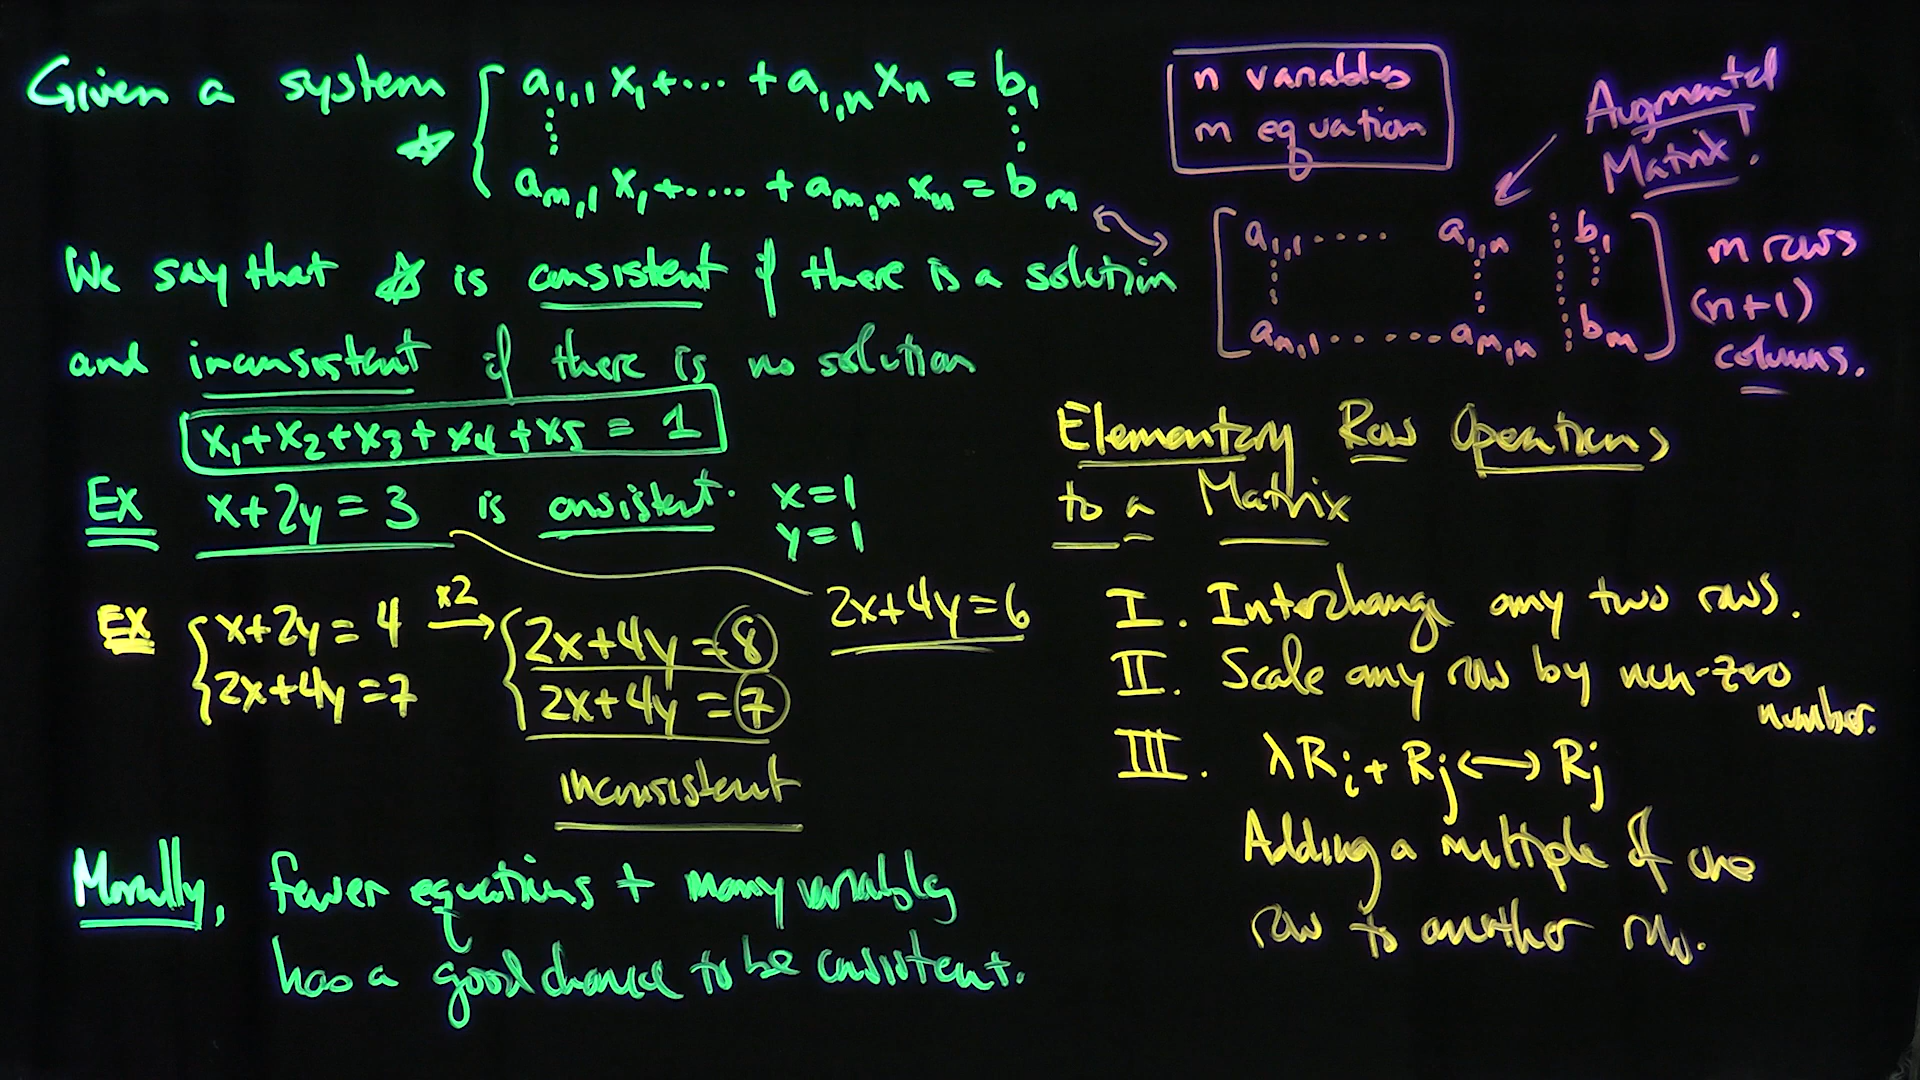 Given a system ☆ { a₁,₁ x₁ + ... + a₁,ₙ xₙ = b₁
⋮ ⋮
aₘ,₁ x₁ + .... + aₘ,ₙ xₙ = bₘ
We say that ☆ is consistent if there is a solution
and inconsistent if there is no solution
x₁ + x₂ + x₃ + x₄ + x₅ = 1
Ex x + 2y = 3 is consistent. x = 1
y = 1
2x + 4y = 6
Ex { x + 2y = 4 ×2→ { 2x + 4y = 8
2x + 4y = 7 2x + 4y = 7
inconsistent
Morally, fewer equations + many variables
has a good chance to be consistent.
n variables
m equation
Augmented
Matrix.
[ a₁,₁ ..... a₁,ₙ ⋮ b₁ ]
⋮ ⋮ ⋮ ⋮
[ aₘ,₁ ....... aₘ,ₙ ⋮ bₘ ]
m rows
(n+1)
columns.
Elementary Row Operations
to a Matrix
I. Interchange any two rows.
II. Scale any row by non-zero
number.
III. λRᵢ + Rⱼ ↔ Rⱼ
Adding a multiple of one
row to another row.